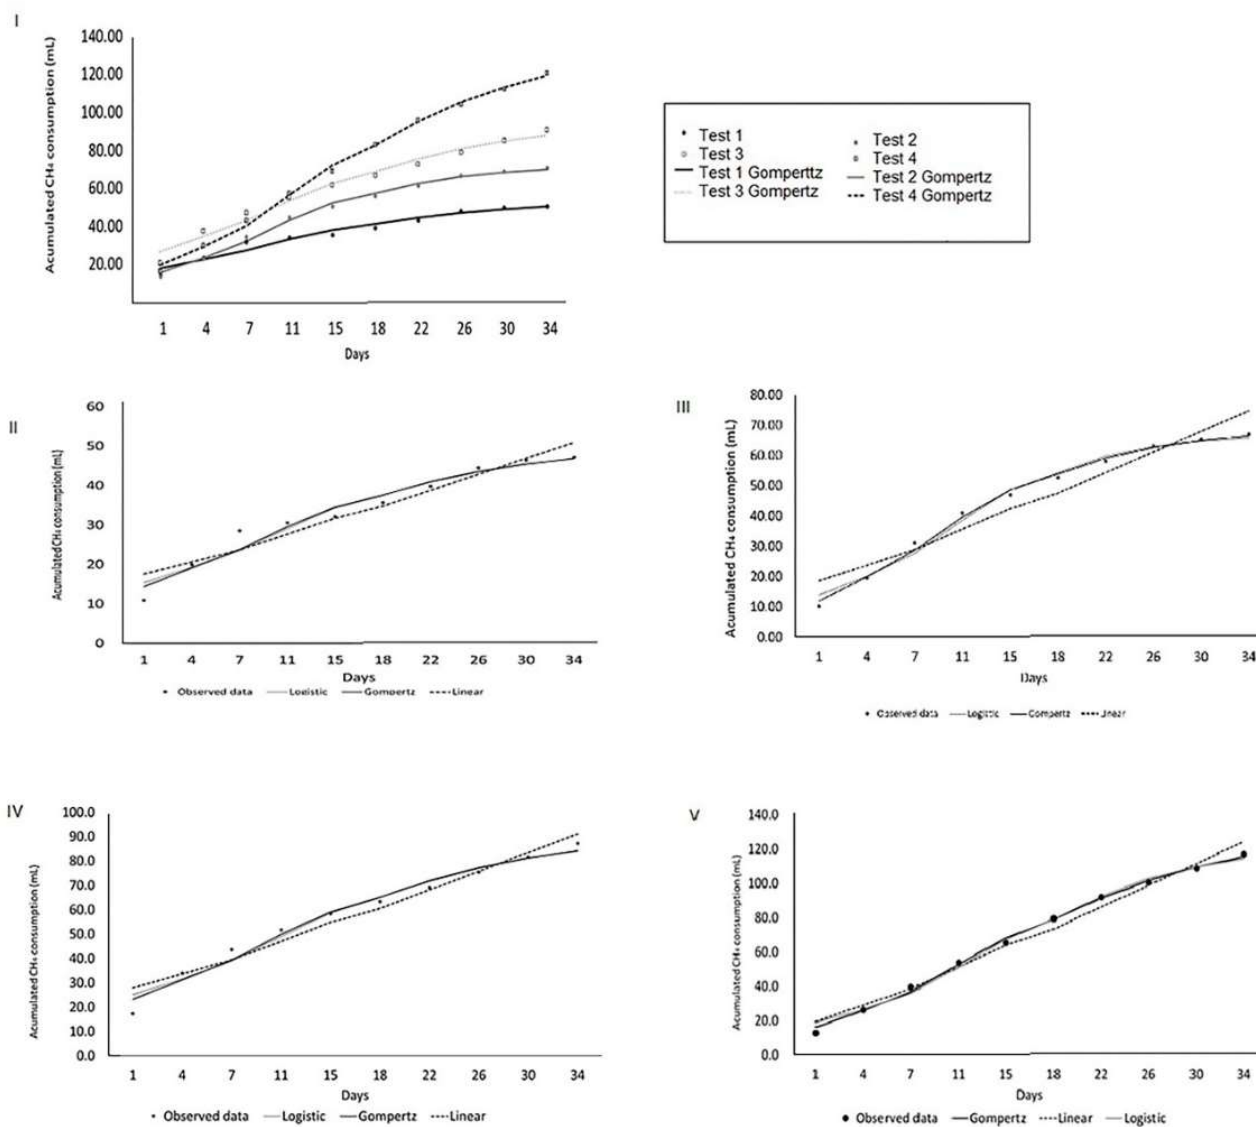 I
Acumulated CH₄ consumption (mL)
140.00
120.00
100.00
80.00
60.00
40.00
20.00
1 4 7 11 15 18 22 26 30 34
Days
Test 1 Test 2
Test 3 Test 4
Test 1 Gomperttz Test 2 Gompertz
Test 3 Gompertz Test 4 Gompertz
II
Acumulated CH₄ consumption (mL)
60
50
40
30
20
10
0
1 4 7 11 15 18 22 26 30 34
Days
Observed data Logistic Gompertz Linear
III
Acumulated CH₄ consumption (mL)
80.00
70.00
60.00
50.00
40.00
30.00
20.00
10.00
0.00
1 4 7 11 15 18 22 26 30 34
Days
Observed data Logistic Gompertz Linear
IV
Acumulated CH₄ consumption (mL)
100.0
90.0
80.0
70.0
60.0
50.0
40.0
30.0
20.0
10.0
0.0
1 4 7 11 15 18 22 26 30 34
Days
Observed data Logistic Gompertz Linear
V
Acumulated CH₄ consumption (mL)
140.0
120.0
100.0
80.0
60.0
40.0
20.0
0.0
1 4 7 11 15 18 22 26 30 34
Days
Observed data Gompertz Linear Logistic